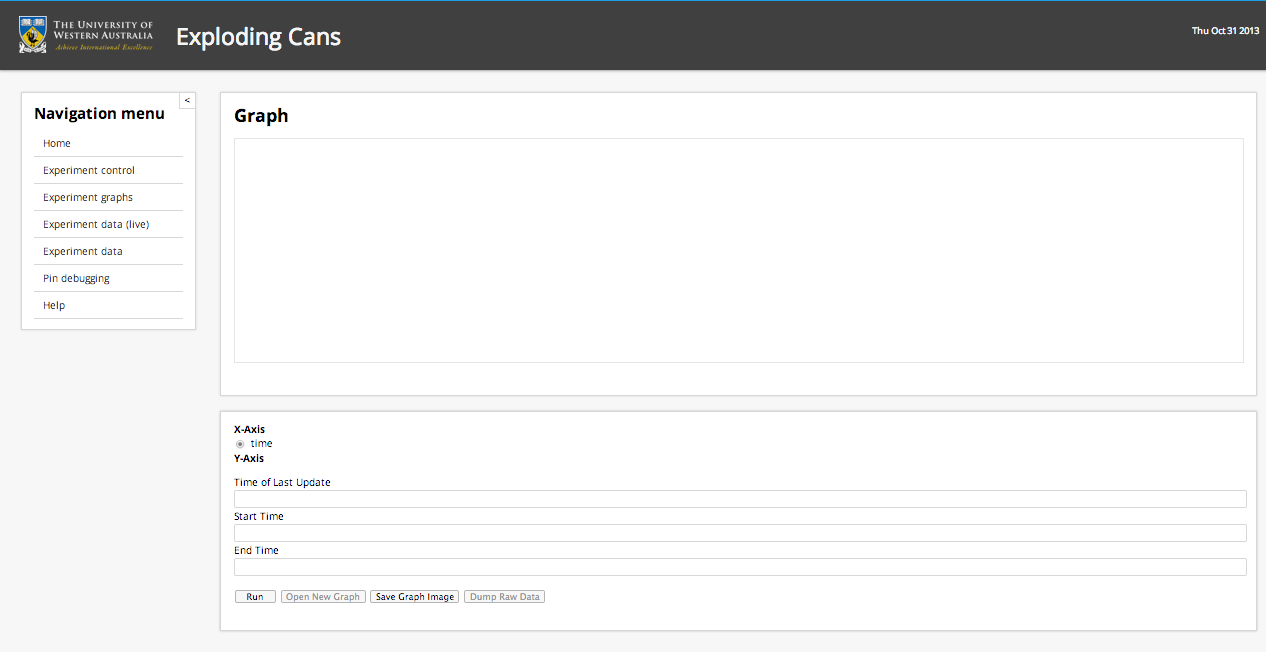 THE UNIVERSITY OF
WESTERN AUSTRALIA
Achieve International Excellence
Exploding Cans
Thu Oct 31 2013
<
Navigation menu
Home
Experiment control
Experiment graphs
Experiment data (live)
Experiment data
Pin debugging
Help
Graph
X-Axis
time
Y-Axis
Time of Last Update
Start Time
End Time
Run Open New Graph Save Graph Image Dump Raw Data